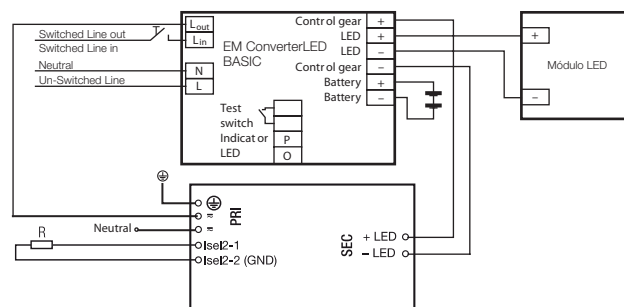 Switched Line out
Switched Line in
Neutral
Un-Switched Line
Lout
Lin
N
L
EM ConverterLED
BASIC
Test
switch
Indicator
LED
P
O
Control gear +
LED +
LED −
Control gear −
Battery +
Battery −
+
Módulo LED
−
PRI
=
=
Neutral
R
Isel2-1
Isel2-2 (GND)
SEC
+ LED
− LED